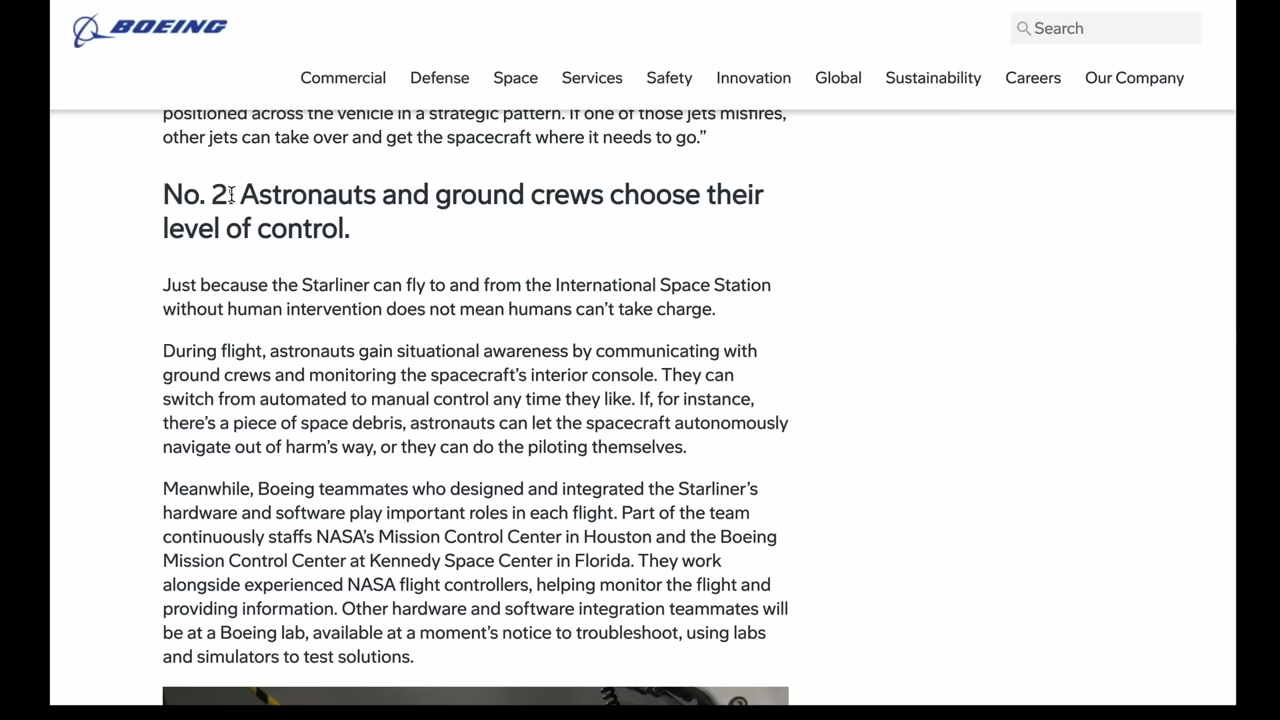 BOEING
Search
Commercial Defense Space Services Safety Innovation Global Sustainability Careers Our Company
positioned across the vehicle in a strategic pattern. If one of those jets misfires,
other jets can take over and get the spacecraft where it needs to go.”
No. 2: Astronauts and ground crews choose their
level of control.
Just because the Starliner can fly to and from the International Space Station
without human intervention does not mean humans can’t take charge.
During flight, astronauts gain situational awareness by communicating with
ground crews and monitoring the spacecraft’s interior console. They can
switch from automated to manual control any time they like. If, for instance,
there’s a piece of space debris, astronauts can let the spacecraft autonomously
navigate out of harm’s way, or they can do the piloting themselves.
Meanwhile, Boeing teammates who designed and integrated the Starliner’s
hardware and software play important roles in each flight. Part of the team
continuously staffs NASA’s Mission Control Center in Houston and the Boeing
Mission Control Center at Kennedy Space Center in Florida. They work
alongside experienced NASA flight controllers, helping monitor the flight and
providing information. Other hardware and software integration teammates will
be at a Boeing lab, available at a moment’s notice to troubleshoot, using labs
and simulators to test solutions.